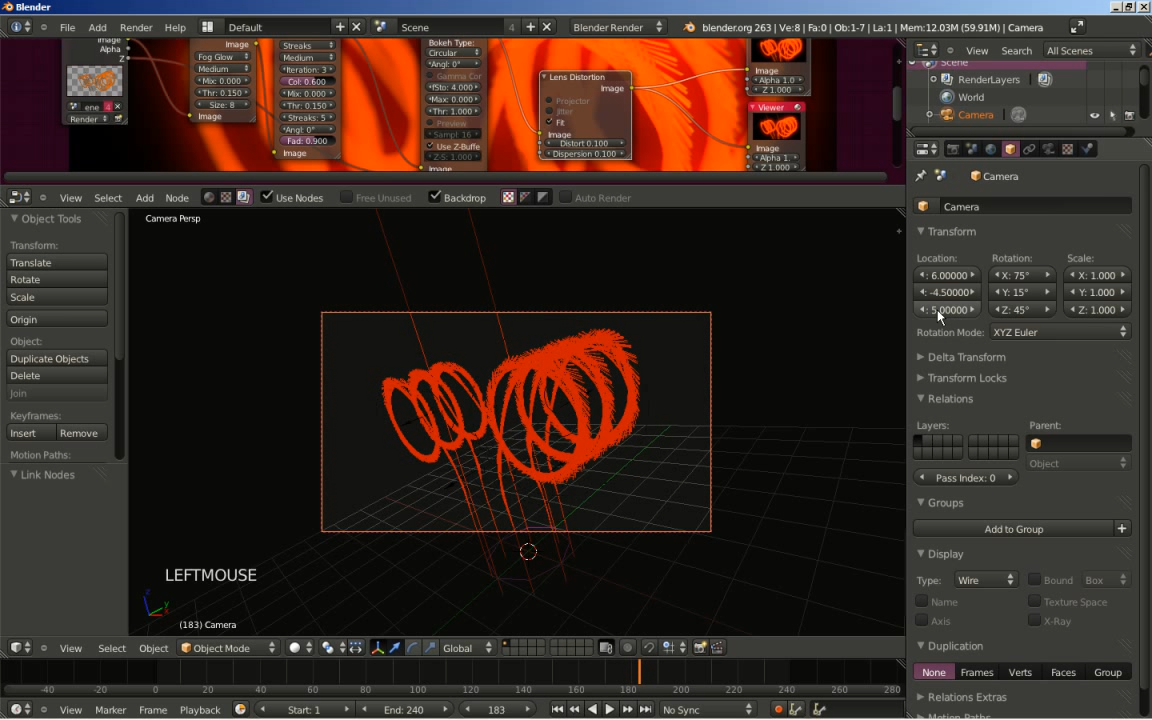 Blender
File Add Render Help Default Scene 4 Blender Render blender.org 263 | Ve:8 | Fa:0 | Ob:1-7 | La:1 | Mem:12.03M (59.91M) | Camera
Image
Alpha
Z
ene 4
Render
Image
Fog Glow
Medium
Mix: 0.000
Thr: 0.150
Size: 8
Image
Streaks
Medium
Iteration: 3
Col: 0.600
Mix: 0.000
Thr: 0.150
Streaks: 5
Angl: 0°
Fad: 0.900
Image
Bokeh Type:
Circular
Angl: 0°
Gamma Cor
fSto: 4.000
Max: 0.000
Thr: 1.000
Preview
Sampl: 16
Use Z-Buffe
Z-S: 1.000
Image
Lens Distortion
Image
Projector
Jitter
Fit
Image
Distort 0.100
Dispersion 0.100
Image
Alpha 1.0
Z 1.000
Viewer
Image
Alpha 1.
Z 1.000
View Search All Scenes
Scene
RenderLayers
World
Camera
View Select Add Node Use Nodes Free Unused Backdrop Auto Render
Object Tools
Transform:
Translate
Rotate
Scale
Origin
Object:
Duplicate Objects
Delete
Join
Keyframes:
Insert Remove
Motion Paths:
Link Nodes
Camera Persp
LEFTMOUSE
z y x
(183) Camera
Camera
Camera
Transform
Location: Rotation: Scale:
: 6.00000 X: 75° X: 1.000
: -4.50000 Y: 15° Y: 1.000
: 5.00000 Z: 45° Z: 1.000
Rotation Mode: XYZ Euler
Delta Transform
Transform Locks
Relations
Layers: Parent:
Object
Pass Index: 0
Groups
Add to Group
Display
Type: Wire Bound Box
Name Texture Space
Axis X-Ray
Duplication
None Frames Verts Faces Group
Relations Extras
Motion Paths
View Select Object Object Mode Global
-40 -20 0 20 40 60 80 100 120 140 160 180 200 220 240 260 280
View Marker Frame Playback Start: 1 End: 240 183 No Sync